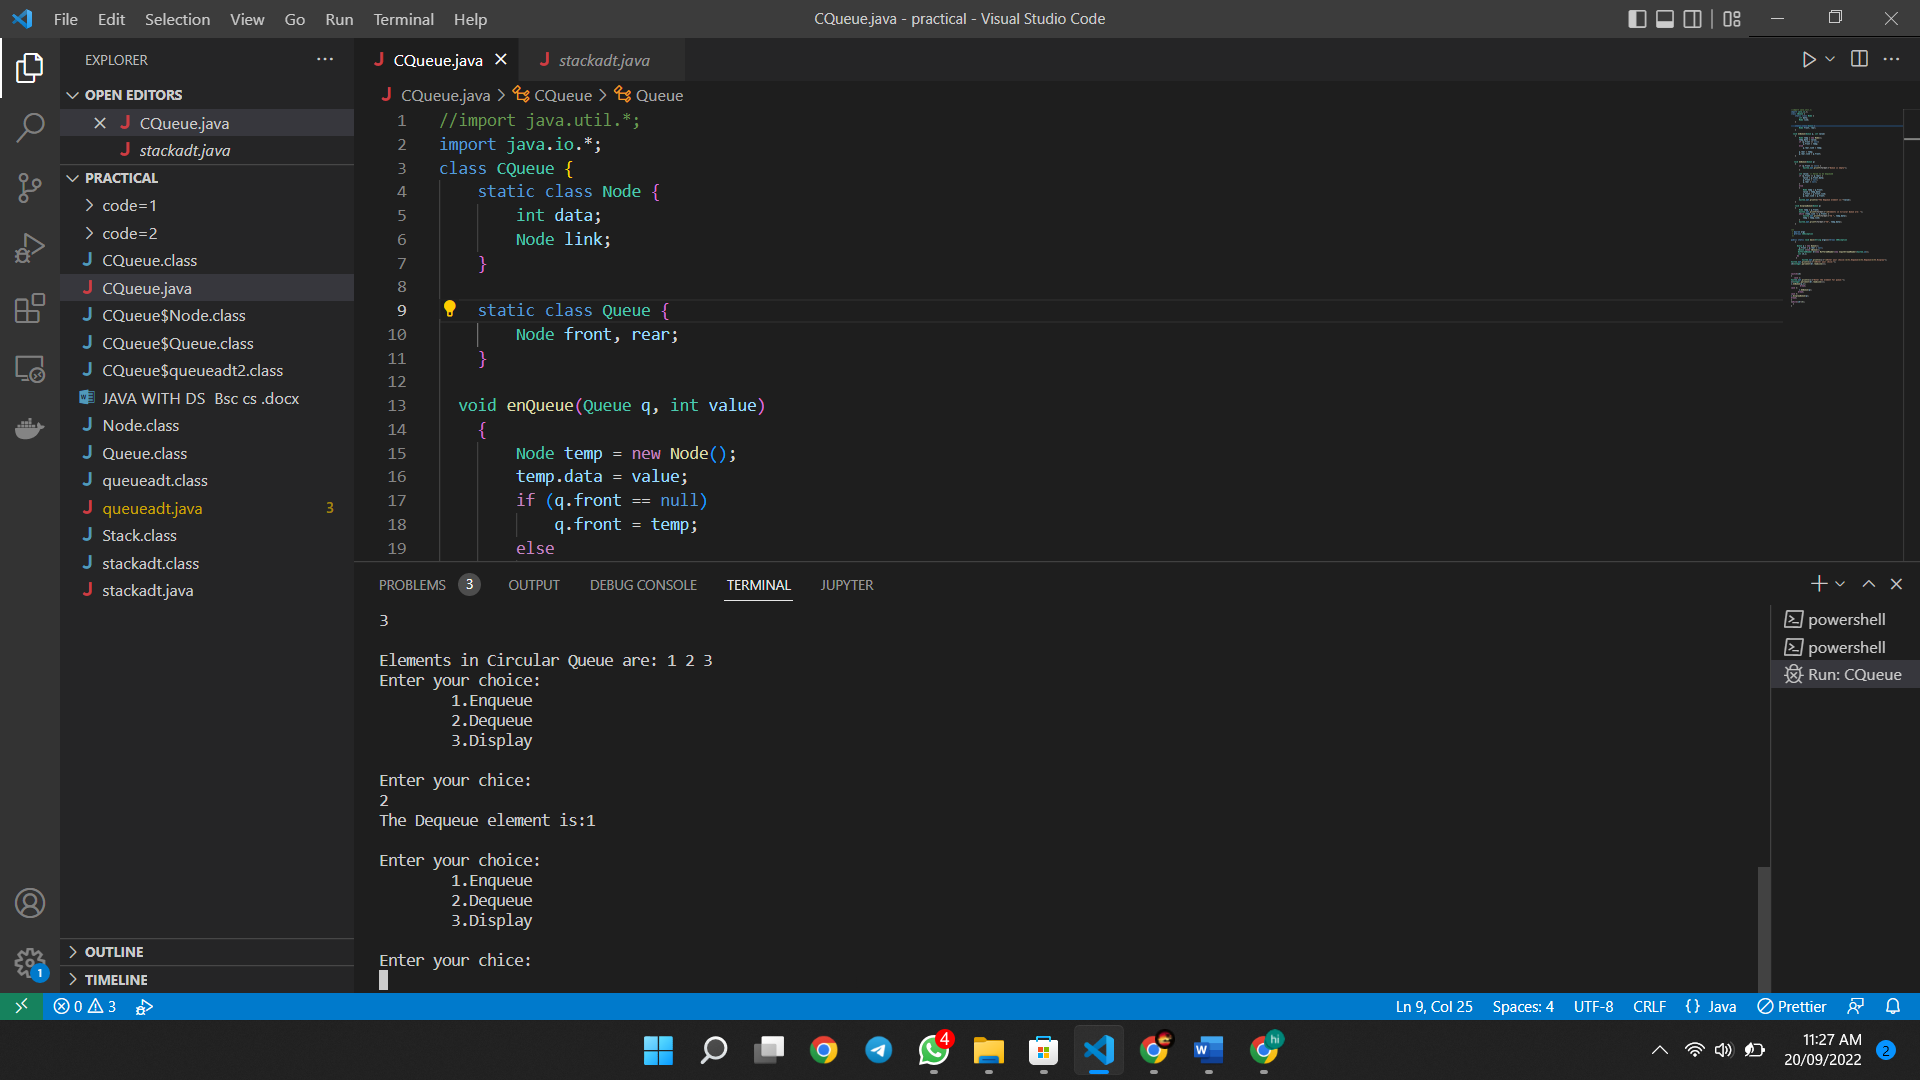 File Edit Selection View Go Run Terminal Help
CQueue.java - practical - Visual Studio Code
EXPLORER
OPEN EDITORS
CQueue.java
stackadt.java
PRACTICAL
code=1
code=2
CQueue.class
CQueue.java
CQueue$Node.class
CQueue$Queue.class
CQueue$queueadt2.class
JAVA WITH DS Bsc cs .docx
Node.class
Queue.class
queueadt.class
queueadt.java 3
Stack.class
stackadt.class
stackadt.java
OUTLINE
TIMELINE
CQueue.java stackadt.java
CQueue.java > CQueue > Queue
1 //import java.util.*;
2 import java.io.*;
3 class CQueue {
4 static class Node {
5 int data;
6 Node link;
7 }
8
9 static class Queue {
10 Node front, rear;
11 }
12
13 void enQueue(Queue q, int value)
14 {
15 Node temp = new Node();
16 temp.data = value;
17 if (q.front == null)
18 q.front = temp;
19 else
PROBLEMS 3 OUTPUT DEBUG CONSOLE TERMINAL JUPYTER
3
Elements in Circular Queue are: 1 2 3
Enter your choice:
1.Enqueue
2.Dequeue
3.Display
Enter your chice:
2
The Dequeue element is:1
Enter your choice:
1.Enqueue
2.Dequeue
3.Display
Enter your chice:
powershell
powershell
Run: CQueue
1
0 3
Ln 9, Col 25 Spaces: 4 UTF-8 CRLF {} Java Prettier
4
hi
11:27 AM
20/09/2022
2